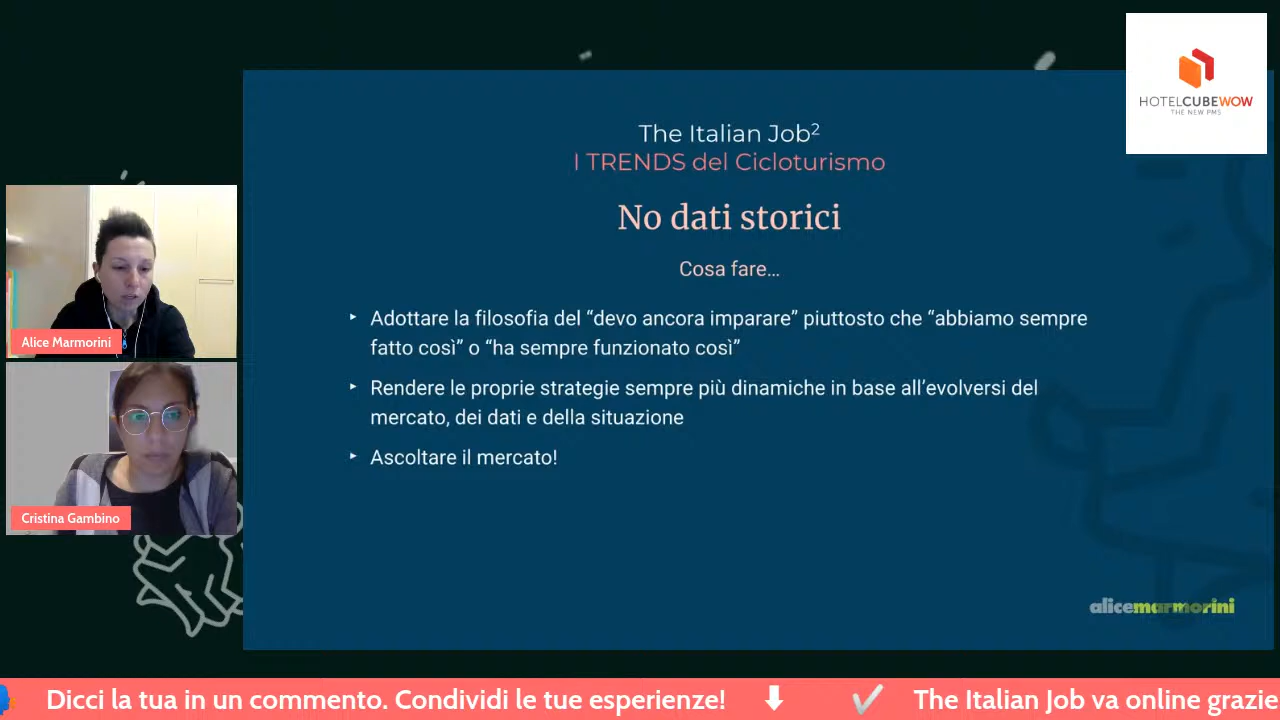 HOTELCUBEWOW
THE NEW PMS
The Italian Job²
I TRENDS del Cicloturismo
No dati storici
Cosa fare...
‣ Adottare la filosofia del “devo ancora imparare” piuttosto che “abbiamo sempre
fatto così” o “ha sempre funzionato così”
‣ Rendere le proprie strategie sempre più dinamiche in base all’evolversi del
mercato, dei dati e della situazione
‣ Ascoltare il mercato!
Alice Marmorini
Cristina Gambino
alicemarmorini
Dicci la tua in un commento. Condividi le tue esperienze! ⬇ ✔ The Italian Job va online grazie